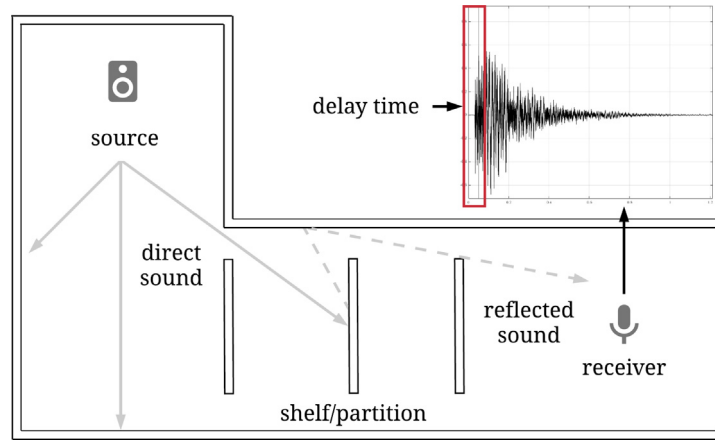 delay time
source
direct
sound
reflected
sound
receiver
shelf/partition